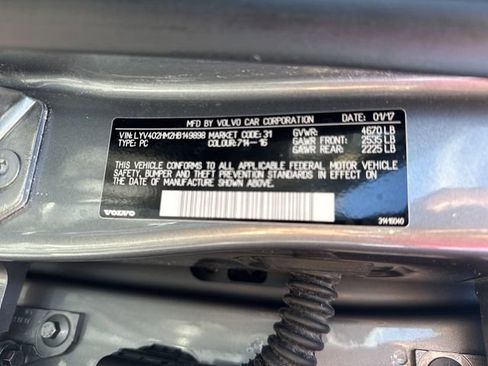 MFD BY VOLVO CAR CORPORATION DATE: 01/17
VIN: LYV402HM2HB149898 MARKET CODE: 31 GVWR: 4670 LB
TYPE: PC COLOUR: 714-16 GAWR FRONT: 2535 LB
GAWR REAR: 2225 LB
THIS VEHICLE CONFORMS TO ALL APPLICABLE FEDERAL MOTOR VEHICLE
SAFETY, BUMPER, AND THEFT PREVENTION STANDARDS IN EFFECT
ON THE DATE OF MANUFACTURE SHOWN ABOVE.
VOLVO 31416040